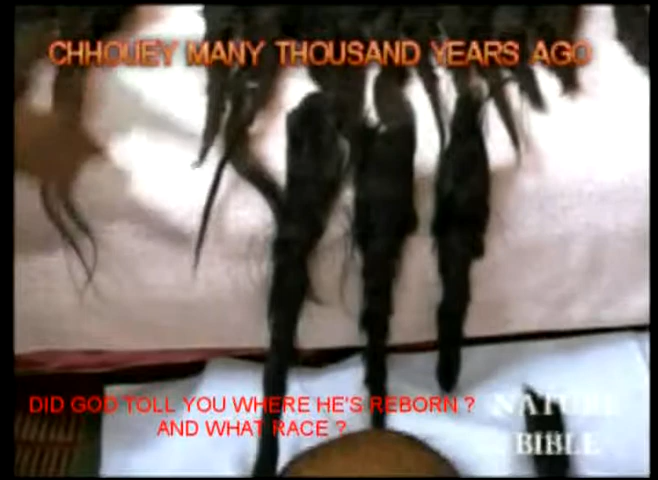 CHHOUEY MANY THOUSAND YEARS AGO
DID GOD TOLL YOU WHERE HE'S REBORN ?
AND WHAT RACE ?
NATURE
BIBLE